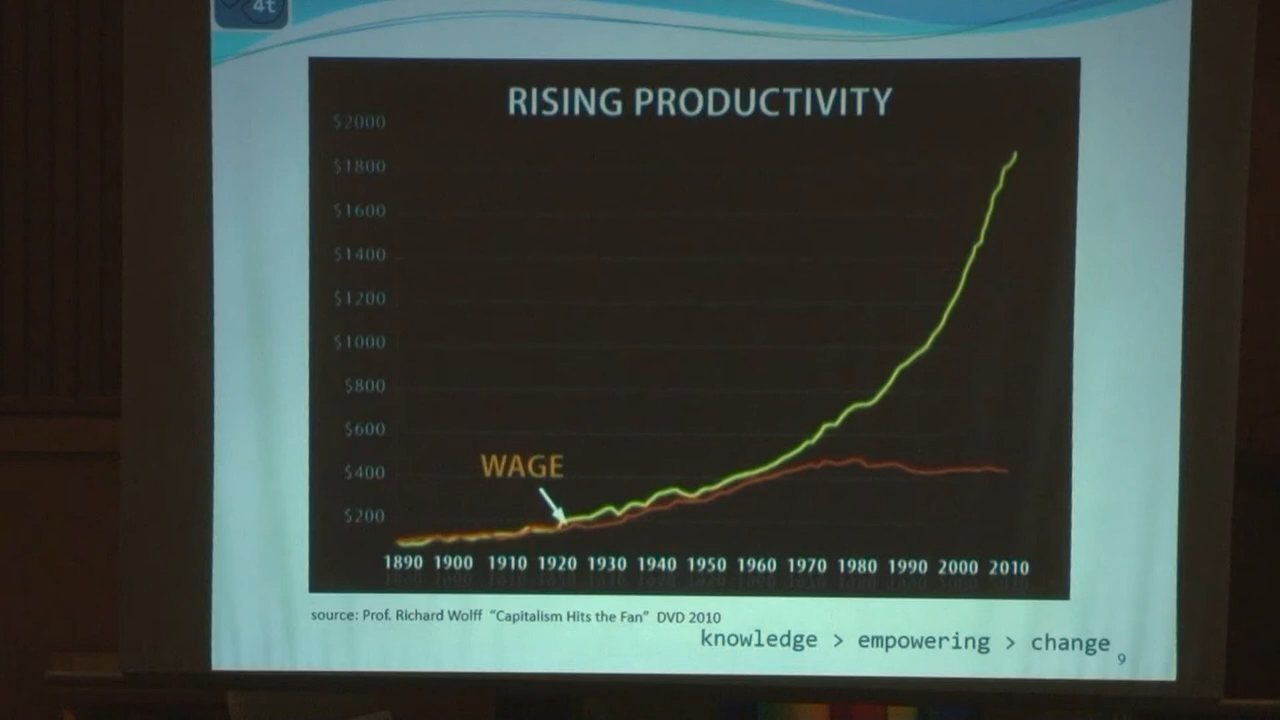 4t
RISING PRODUCTIVITY
$2000
$1800
$1600
$1400
$1200
$1000
$800
$600
WAGE
$400
$200
1890 1900 1910 1920 1930 1940 1950 1960 1970 1980 1990 2000 2010
source: Prof. Richard Wolff "Capitalism Hits the Fan" DVD 2010
knowledge > empowering > change
9